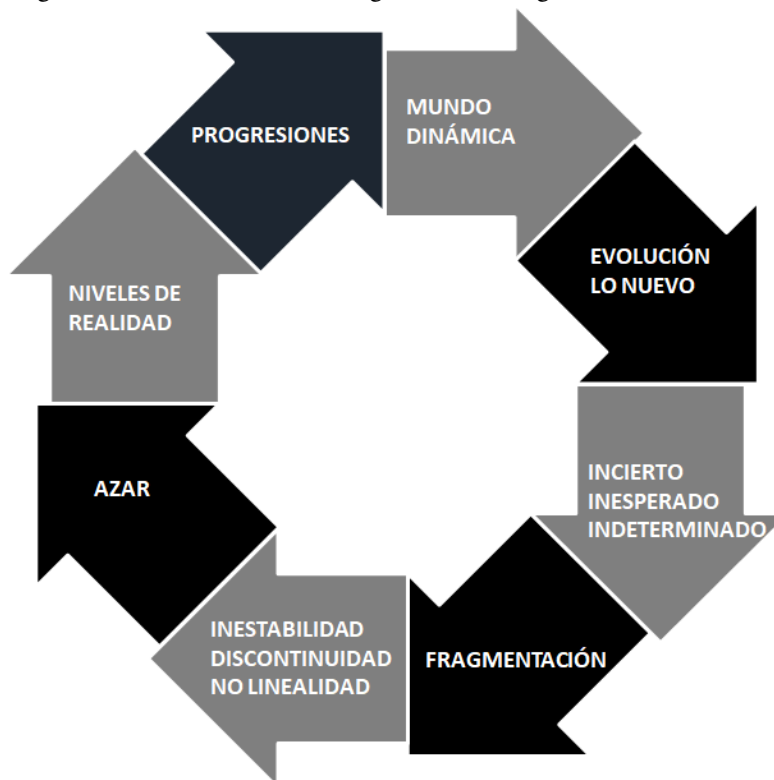 PROGRESIONES
MUNDO
DINÁMICA
EVOLUCIÓN
LO NUEVO
INCIERTO
INESPERADO
INDETERMINADO
FRAGMENTACIÓN
INESTABILIDAD
DISCONTINUIDAD
NO LINEALIDAD
AZAR
NIVELES DE
REALIDAD